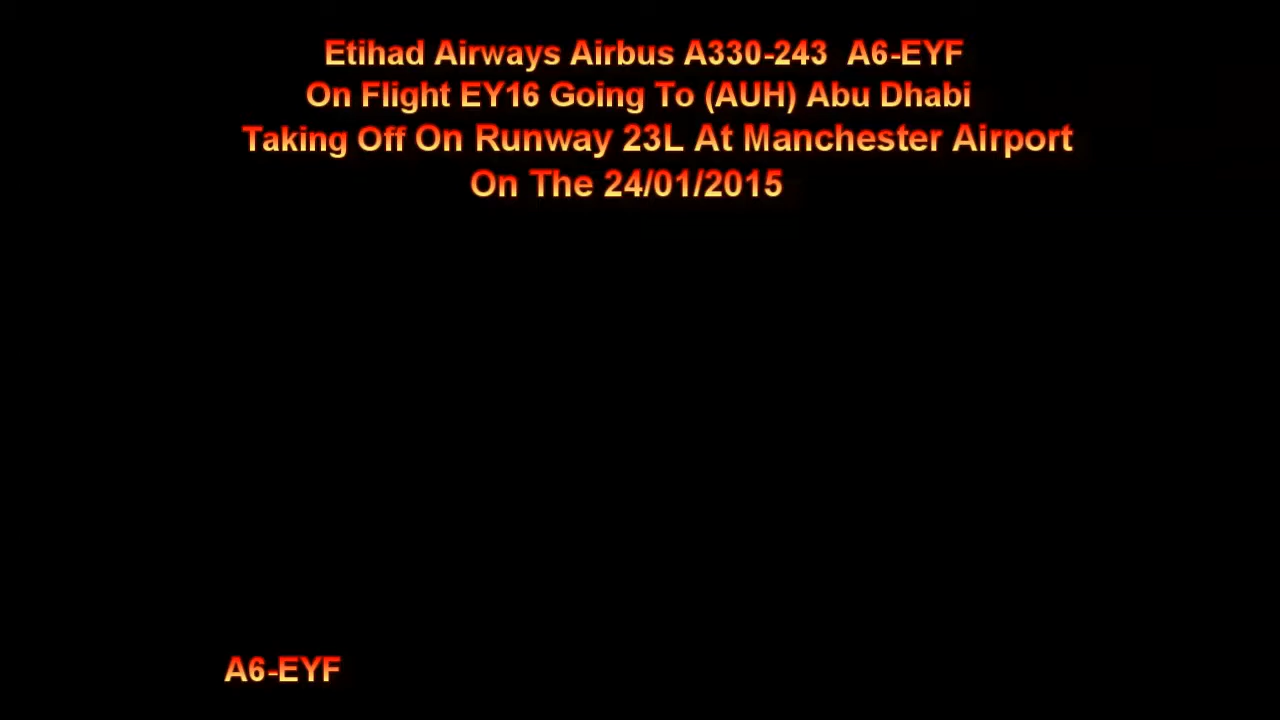 Etihad Airways Airbus A330-243 A6-EYF
On Flight EY16 Going To (AUH) Abu Dhabi
Taking Off On Runway 23L At Manchester Airport
On The 24/01/2015
A6-EYF